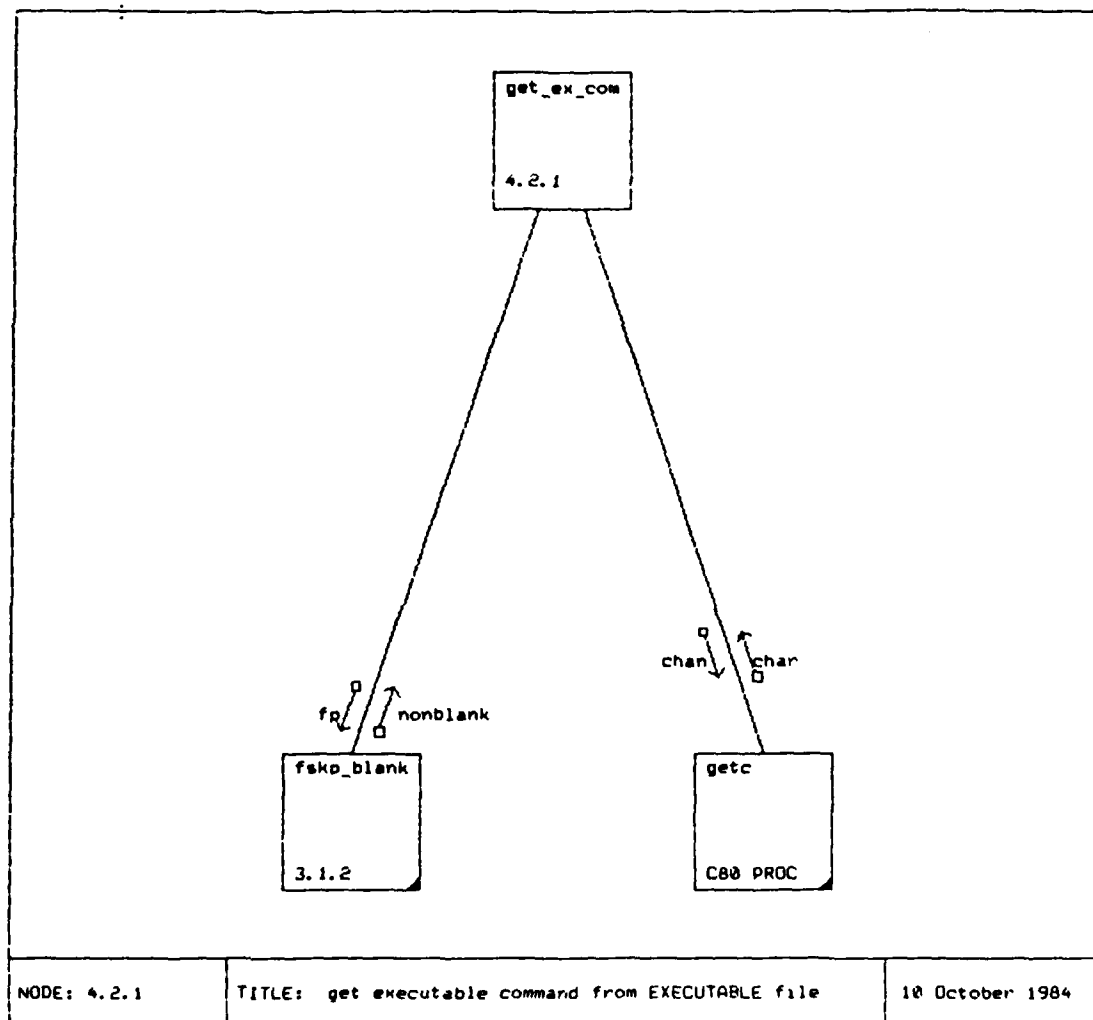 get_ex_com
4.2.1
chan
char
fp
nonblank
fskp_blank
3.1.2
getc
C80 PROC
NODE: 4.2.1
TITLE: get executable command from EXECUTABLE file
10 October 1984